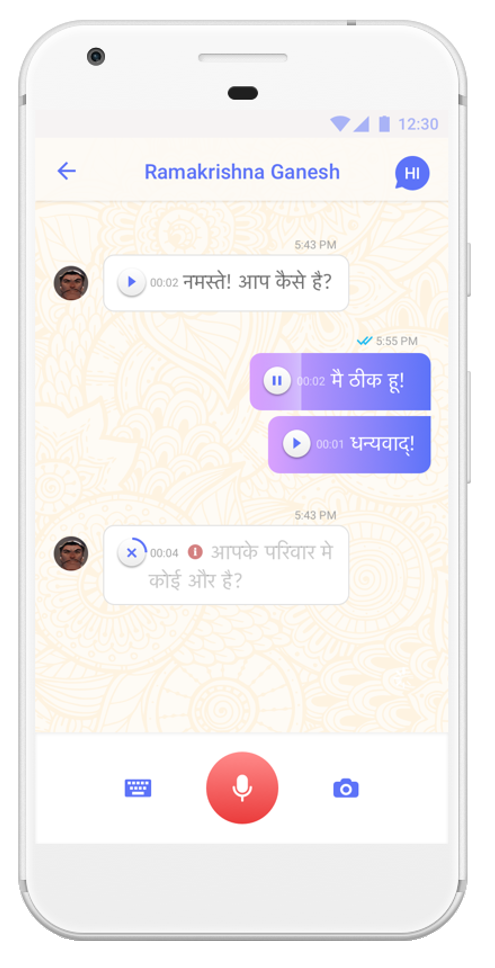 12:30
Ramakrishna Ganesh
HI
5:43 PM
00:02 नमस्ते! आप कैसे है?
5:55 PM
00:02 मै ठीक हू!
00:01 धन्यवाद्!
5:43 PM
00:04 आपके परिवार मे
कोई और है?